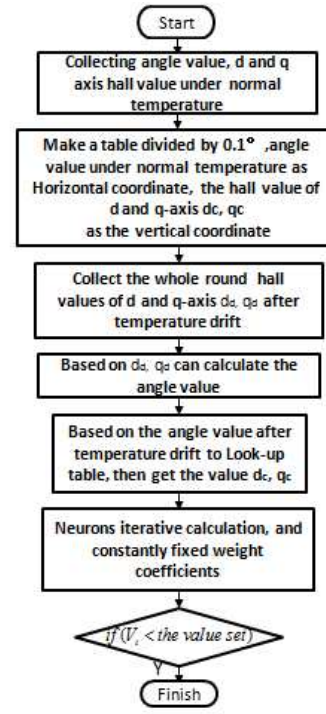 Start
Collecting angle value, d and q
axis hall value under normal
temperature
Make a table divided by 0.1° ,angle
value under normal temperature as
Horizontal coordinate, the hall value of
d and q-axis dc, qc
as the vertical coordinate
Collect the whole round hall
values of d and q-axis dd, qd after
temperature drift
Based on dd, qd can calculate the
angle value
Based on the angle value after
temperature drift to Look-up
table, then get the value dc, qc
Neurons iterative calculation, and
constantly fixed weight
coefficients
if(Vi < the value set)
Y
Finish